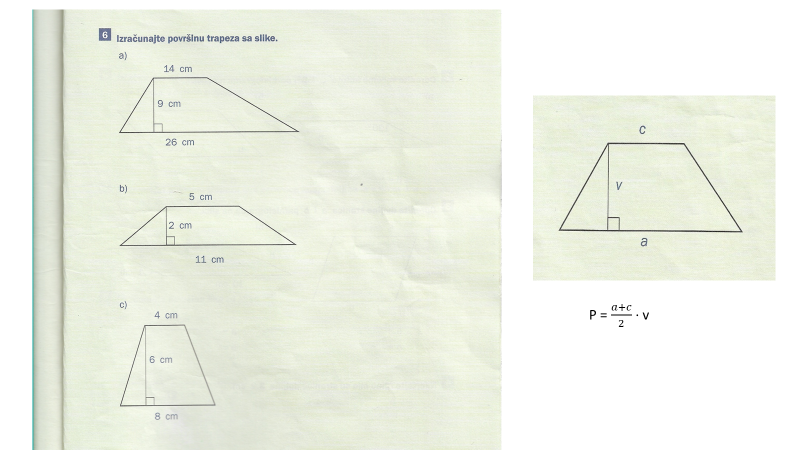 6 Izračunajte površinu trapeza sa slike.
a)
14 cm
9 cm
26 cm
b)
5 cm
2 cm
11 cm
c)
4 cm
6 cm
8 cm
c
v
a
P = \frac{a+c}{2} · v